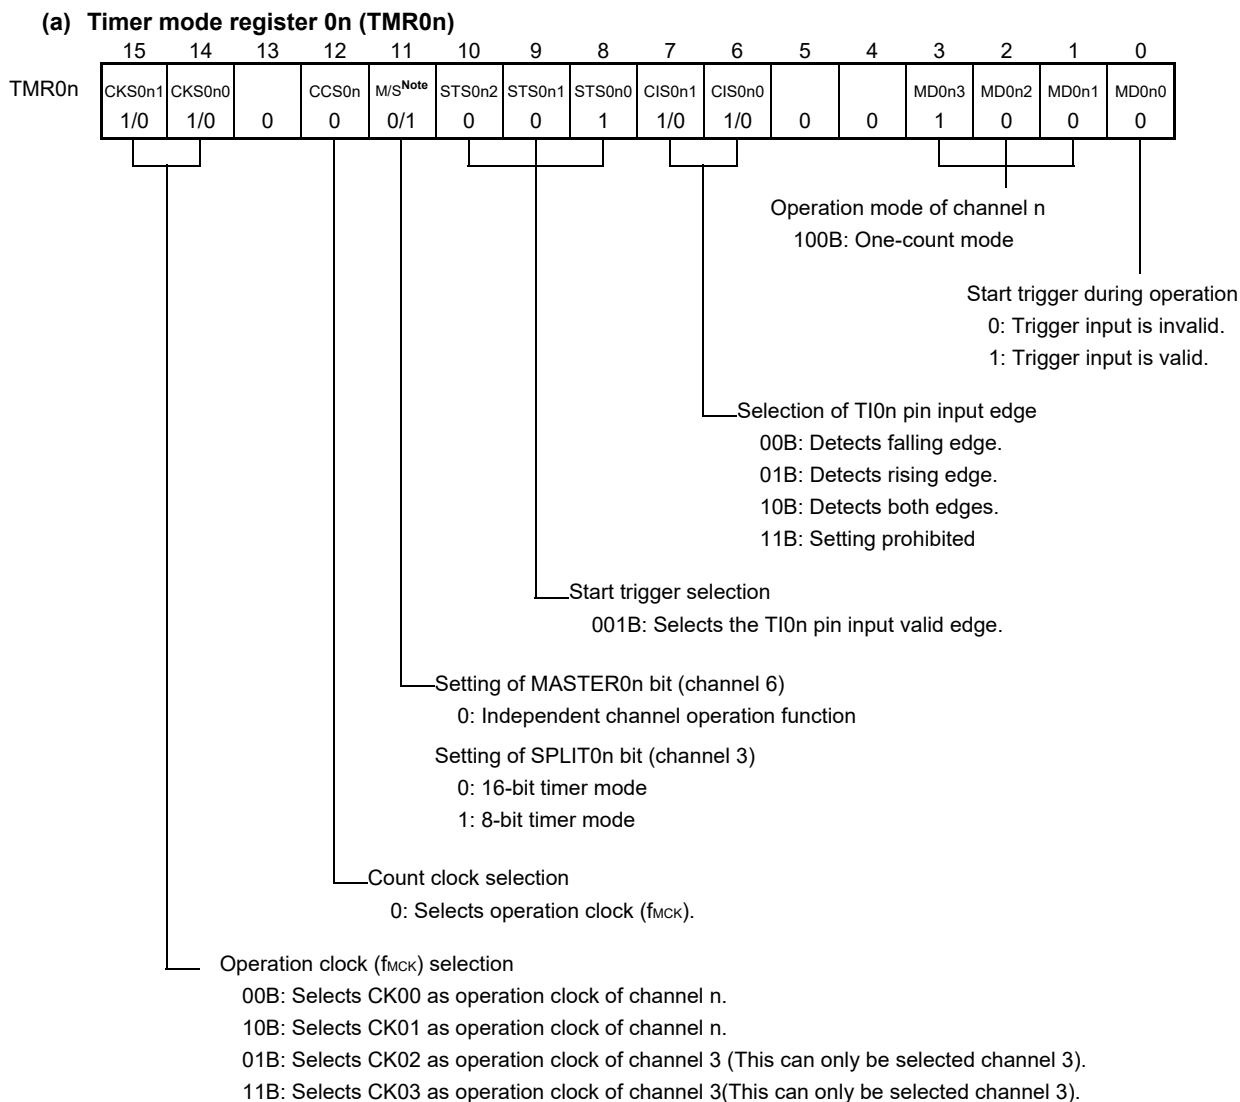 (a) Timer mode register 0n (TMR0n)
15 14 13 12 11 10 9 8 7 6 5 4 3 2 1 0
TMR0n CKS0n1 CKS0n0 CCS0n M/SNote STS0n2 STS0n1 STS0n0 CIS0n1 CIS0n0 MD0n3 MD0n2 MD0n1 MD0n0
1/0 1/0 0 0 0/1 0 0 1 1/0 1/0 0 0 1 0 0 0
Operation mode of channel n
100B: One-count mode
Start trigger during operation
0: Trigger input is invalid.
1: Trigger input is valid.
Selection of TI0n pin input edge
00B: Detects falling edge.
01B: Detects rising edge.
10B: Detects both edges.
11B: Setting prohibited
Start trigger selection
001B: Selects the TI0n pin input valid edge.
Setting of MASTER0n bit (channel 6)
0: Independent channel operation function
Setting of SPLIT0n bit (channel 3)
0: 16-bit timer mode
1: 8-bit timer mode
Count clock selection
0: Selects operation clock (fMCK).
Operation clock (fMCK) selection
00B: Selects CK00 as operation clock of channel n.
10B: Selects CK01 as operation clock of channel n.
01B: Selects CK02 as operation clock of channel 3 (This can only be selected channel 3).
11B: Selects CK03 as operation clock of channel 3(This can only be selected channel 3).